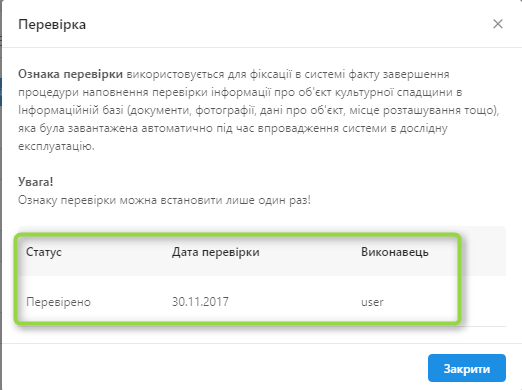 Перевірка
Ознака перевірки використовується для фіксації в системі факту завершення
процедури наповнення перевірки інформації про об'єкт культурної спадщини в
Інформаційній базі (документи, фотографії, дані про об'єкт, місце розташування тощо),
яка була завантажена автоматично під час впровадження системи в дослідну
експлуатацію.
Увага!
Ознаку перевірки можна встановити лише один раз!
Статус Дата перевірки Виконавець
Перевірено 30.11.2017 user
Закрити